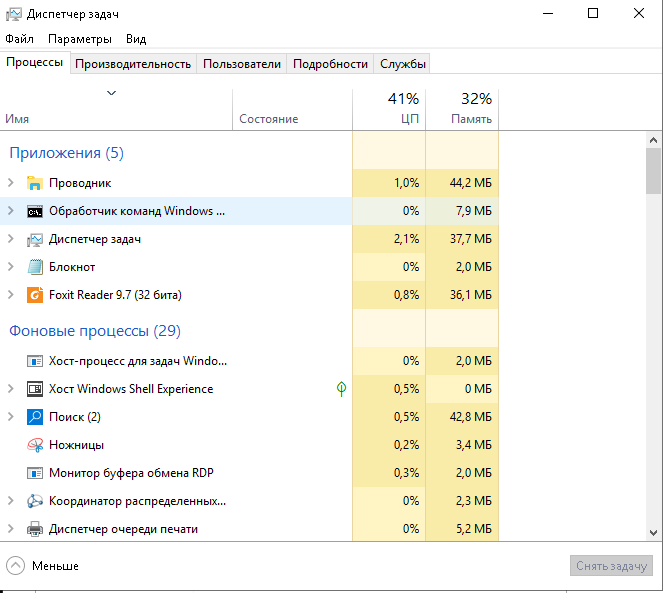 Диспетчер задач
Файл Параметры Вид
Процессы Производительность Пользователи Подробности Службы
41% 32%
Имя Состояние ЦП Память
Приложения (5)
Проводник 1,0% 44,2 МБ
Обработчик команд Windows ... 0% 7,9 МБ
Диспетчер задач 2,1% 37,7 МБ
Блокнот 0% 2,0 МБ
Foxit Reader 9.7 (32 бита) 0,8% 36,1 МБ
Фоновые процессы (29)
Хост-процесс для задач Windo... 0% 2,0 МБ
Хост Windows Shell Experience 0,5% 0 МБ
Поиск (2) 0,5% 42,8 МБ
Ножницы 0,2% 3,4 МБ
Монитор буфера обмена RDP 0,3% 2,0 МБ
Координатор распределенных... 0% 2,3 МБ
Диспетчер очереди печати 0% 5,2 МБ
Меньше Снять задачу